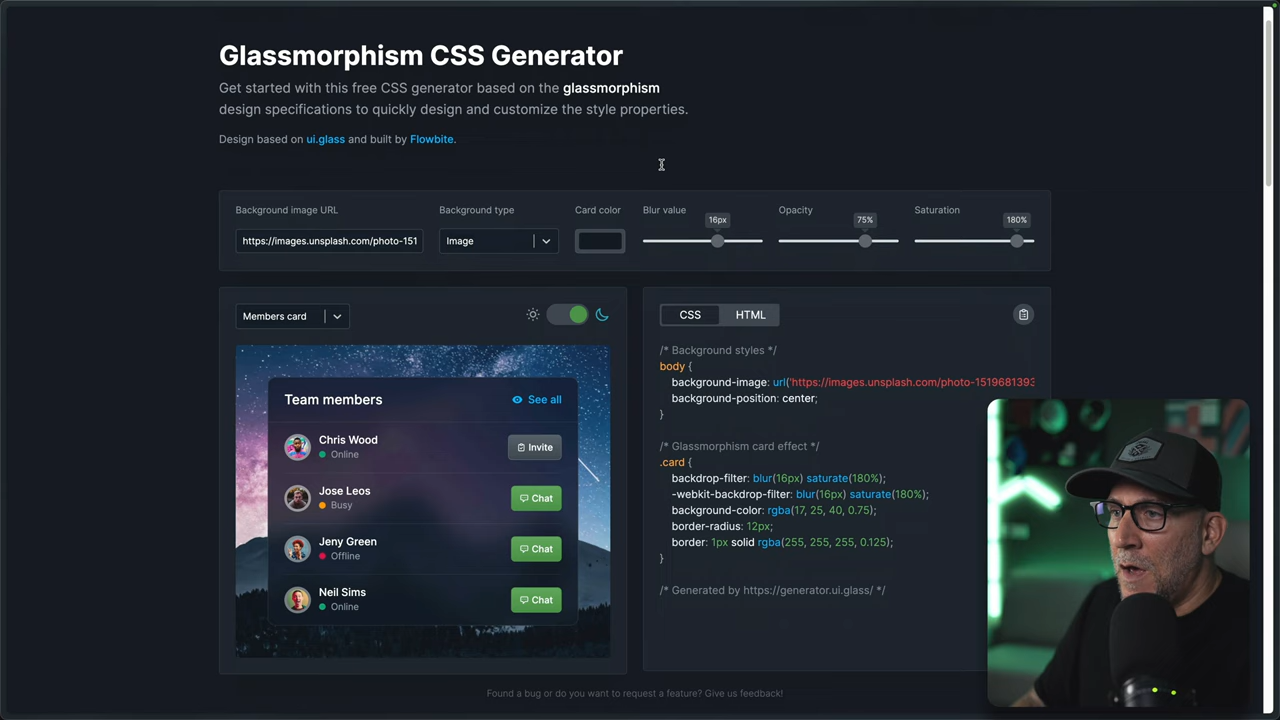 Glassmorphism CSS Generator
Get started with this free CSS generator based on the glassmorphism
design specifications to quickly design and customize the style properties.
Design based on ui.glass and built by Flowbite.
Background image URL
Background type
Card color
Blur value
Opacity
Saturation
16px
75%
180%
https://images.unsplash.com/photo-151
Image
Members card
CSS
HTML
Team members
See all
Chris Wood
Online
Invite
Jose Leos
Busy
Chat
Jeny Green
Offline
Chat
Neil Sims
Online
Chat
/* Background styles */
body {
background-image: url('https://images.unsplash.com/photo-1519681393
background-position: center;
}
/* Glassmorphism card effect */
.card {
backdrop-filter: blur(16px) saturate(180%);
-webkit-backdrop-filter: blur(16px) saturate(180%);
background-color: rgba(17, 25, 40, 0.75);
border-radius: 12px;
border: 1px solid rgba(255, 255, 255, 0.125);
}
/* Generated by https://generator.ui.glass/ */
Found a bug or do you want to request a feature? Give us feedback!